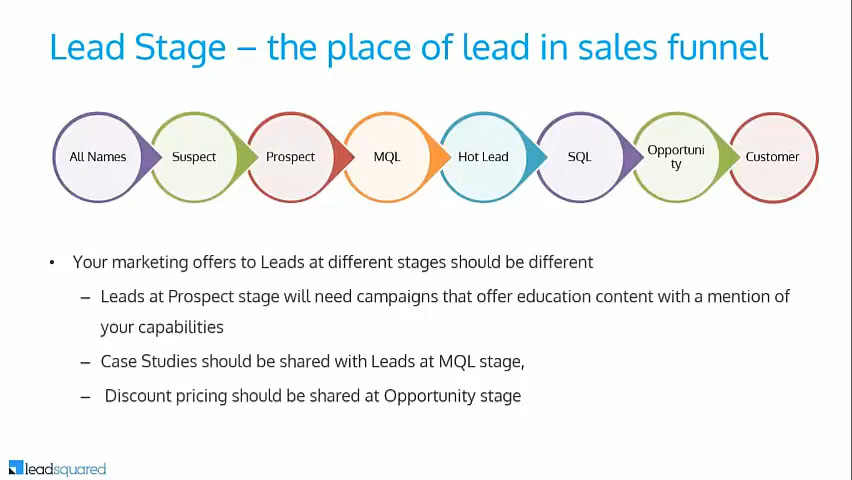 Lead Stage – the place of lead in sales funnel
All Names
Suspect
Prospect
MQL
Hot Lead
SQL
Opportuni
ty
Customer
• Your marketing offers to Leads at different stages should be different
– Leads at Prospect stage will need campaigns that offer education content with a mention of
your capabilities
– Case Studies should be shared with Leads at MQL stage,
– Discount pricing should be shared at Opportunity stage
leadsquared